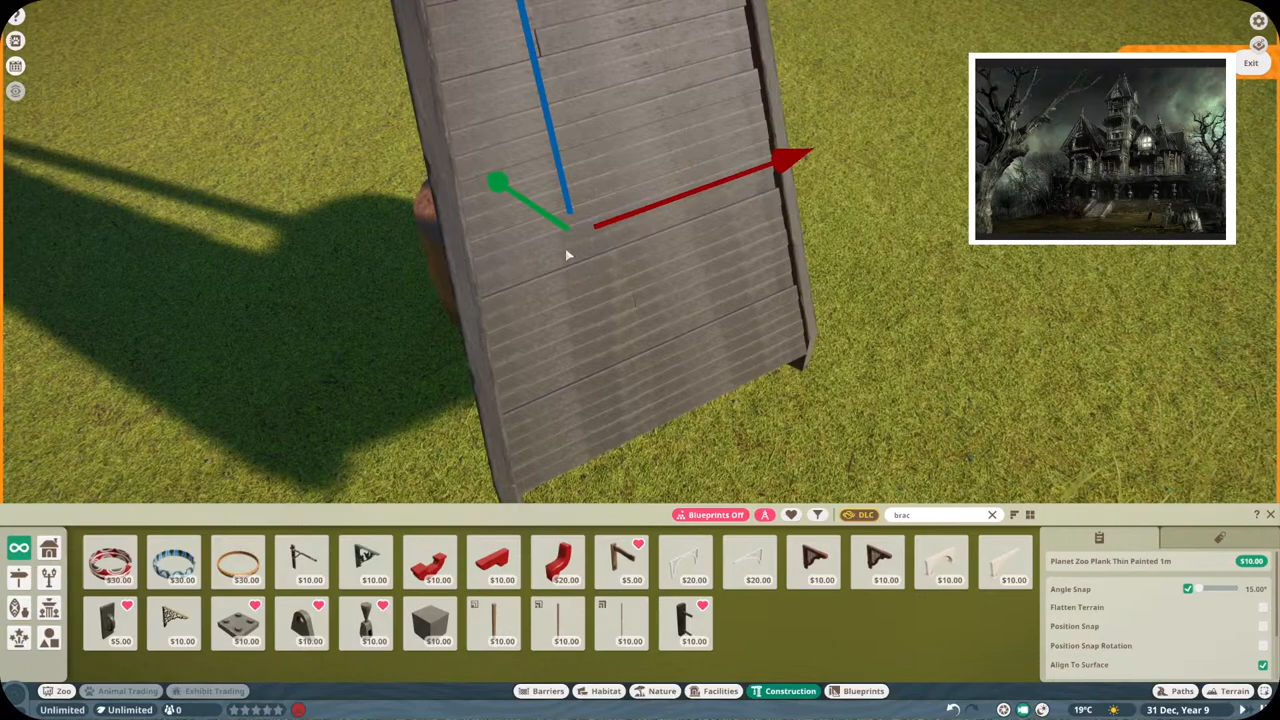 ?
Exit
Blueprints Off
DLC
brac
?
$30.00 $30.00 $30.00 $10.00 $10.00 $10.00 $10.00 $20.00 $5.00 $20.00 $20.00 $10.00 $10.00 $10.00 $10.00
$5.00 $10.00 $10.00 $10.00 $10.00 $10.00 $10.00 $10.00 $10.00 $10.00
Planet Zoo Plank Thin Painted 1m $10.00
Angle Snap 15.00°
Flatten Terrain
Position Snap
Position Snap Rotation
Align To Surface
Zoo Animal Trading Exhibit Trading Barriers Habitat Nature Facilities Construction Blueprints Paths Terrain
Unlimited Unlimited 0 19°C 31 Dec, Year 9